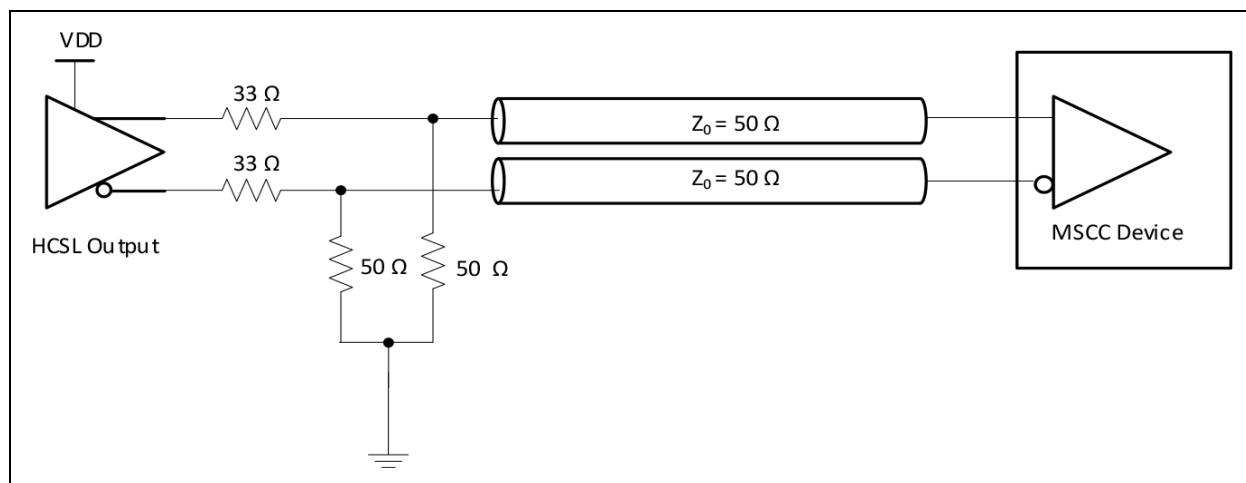 VDD
33 Ω
33 Ω
Z0 = 50 Ω
Z0 = 50 Ω
HCSL Output
50 Ω
50 Ω
MSCC Device